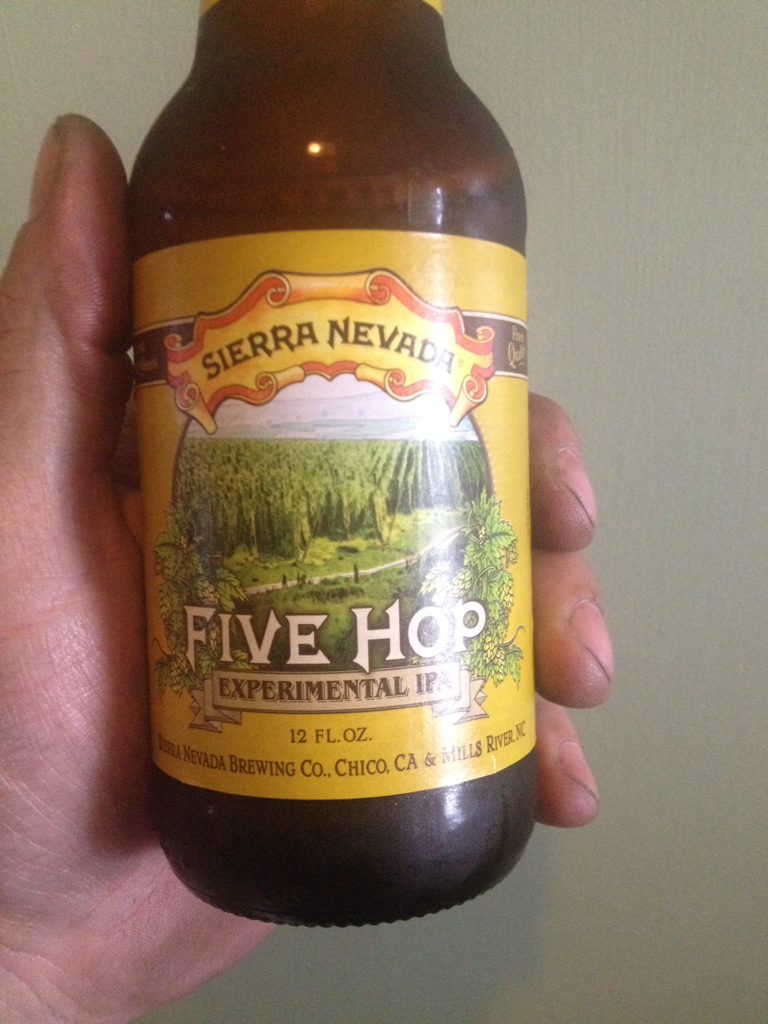 SIERRA NEVADA
FIVE HOP
EXPERIMENTAL IPA
12 FL. OZ.
SIERRA NEVADA BREWING CO., CHICO, CA & MILLS RIVER, NC